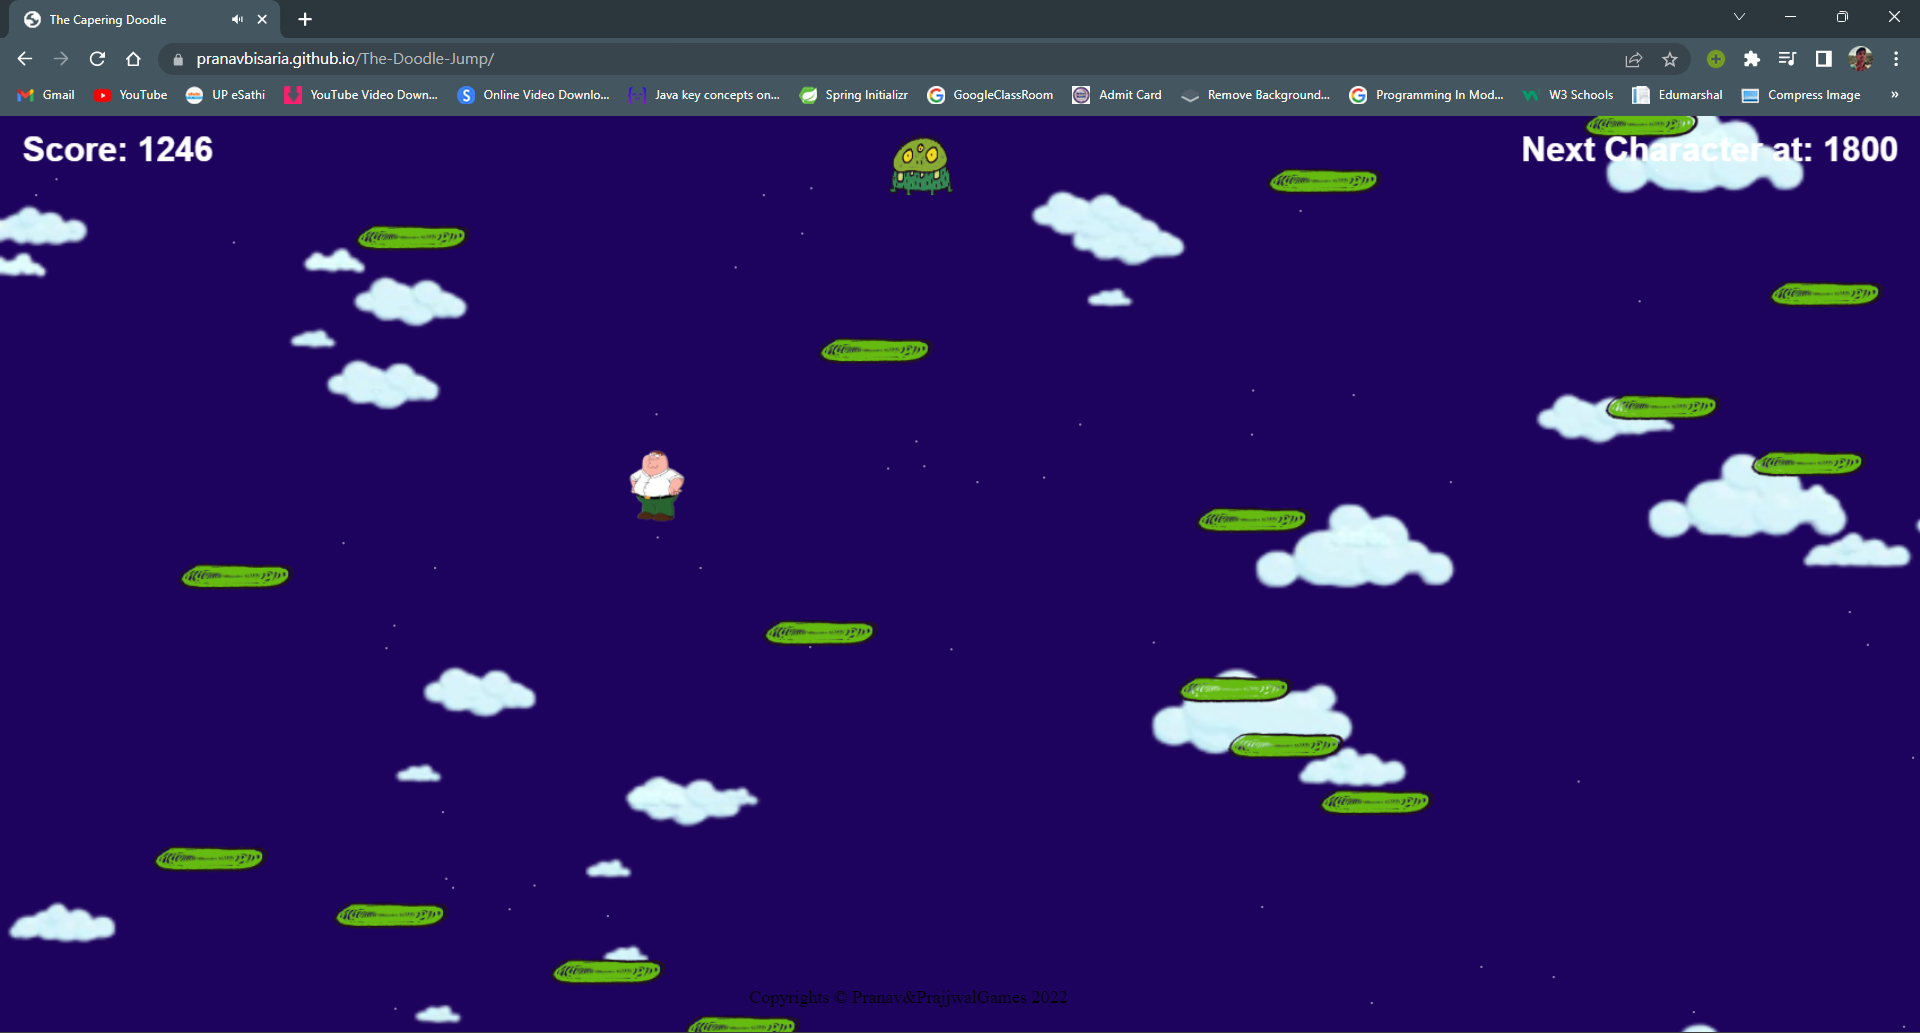 The Capering Doodle
pranavbisaria.github.io/The-Doodle-Jump/
Gmail
YouTube
UP eSathi
YouTube Video Down...
Online Video Downlo...
Java key concepts on...
Spring Initializr
GoogleClassRoom
Admit Card
Remove Background...
Programming In Mod...
W3 Schools
Edumarshal
Compress Image
»
Score: 1246
Next Character at: 1800
Copyrights © Pranav&PrajjwalGames 2022